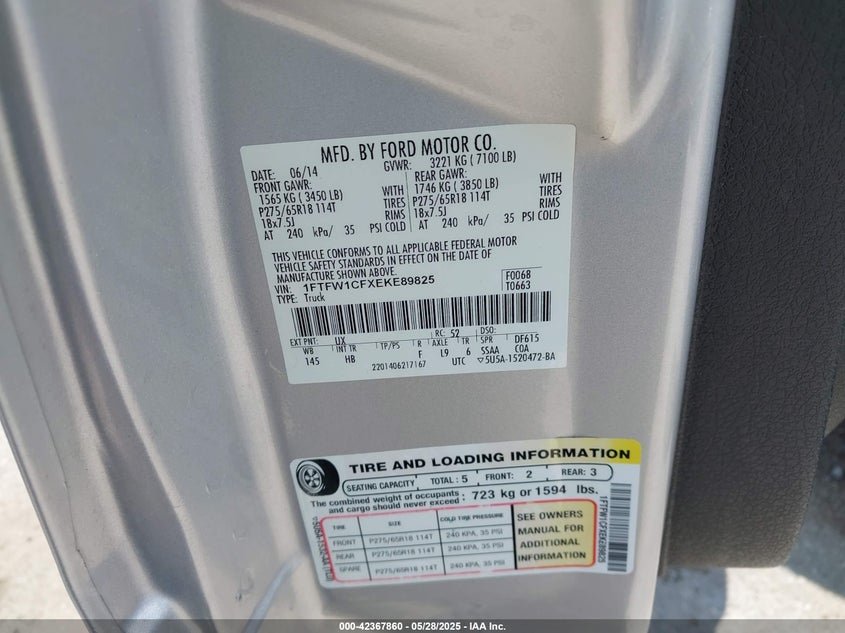 MFD. BY FORD MOTOR CO.
DATE: 06/14 GVWR: 3221 KG ( 7100 LB)
FRONT GAWR: REAR GAWR:
1565 KG ( 3450 LB) WITH 1746 KG ( 3850 LB) WITH
P275/65R18 114T TIRES P275/65R18 114T TIRES
18x7.5J RIMS 18x7.5J RIMS
AT 240 kPa/ 35 PSI COLD AT 240 kPa/ 35 PSI COLD
THIS VEHICLE CONFORMS TO ALL APPLICABLE FEDERAL MOTOR
VEHICLE SAFETY STANDARDS IN EFFECT ON THE DATE OF
MANUFACTURE SHOWN ABOVE.
VIN: 1FTFW1CFXEKE89825 F0068
TYPE: Truck T0663
EXT PNT: UX RC: 52 DSO:
WB INT TR TP/PS R AXLE TR SPR DF615
145 HB F L9 6 SSAA COA
2201406217167 UTC ▽5U5A-1520472-BA
TIRE AND LOADING INFORMATION
SEATING CAPACITY TOTAL : 5 FRONT: 2 REAR: 3
The combined weight of occupants and cargo should never exceed : 723 kg or 1594 lbs.
TIRE SIZE COLD TIRE PRESSURE
FRONT P275/65R18 114T 240 KPA, 35 PSI
REAR P275/65R18 114T 240 KPA, 35 PSI
SPARE P275/65R18 114T 240 KPA, 35 PSI
SEE OWNERS
MANUAL FOR
ADDITIONAL
INFORMATION
1FTFW1CFXEKE89825
000-42367860 - 05/28/2025 - IAA Inc.